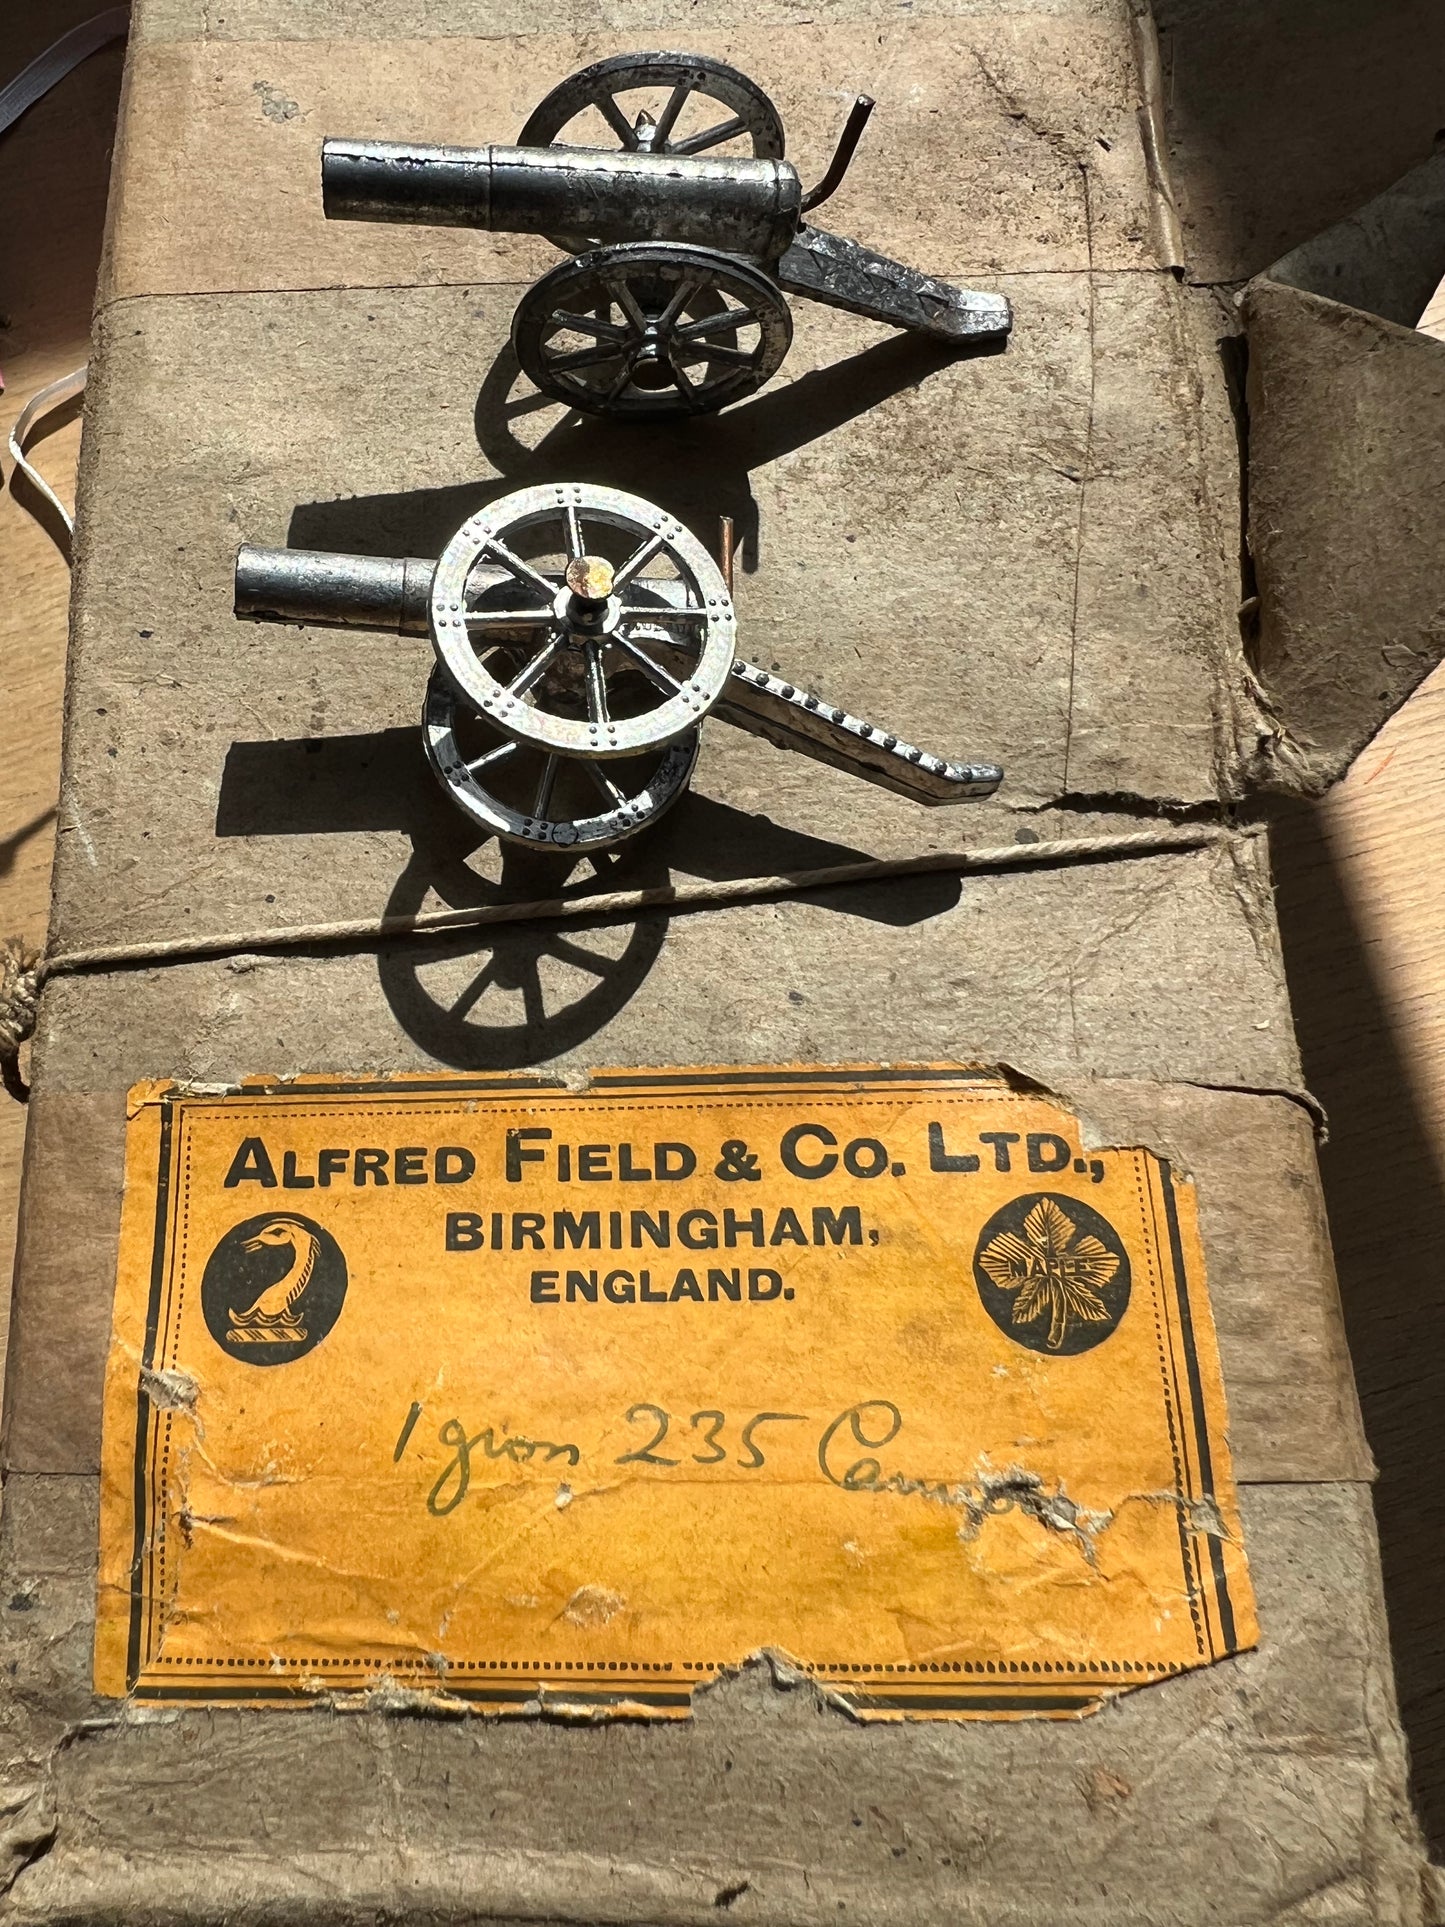 ALFRED FIELD & CO. LTD.,
BIRMINGHAM,
ENGLAND.
MAPLE
1 gross 235